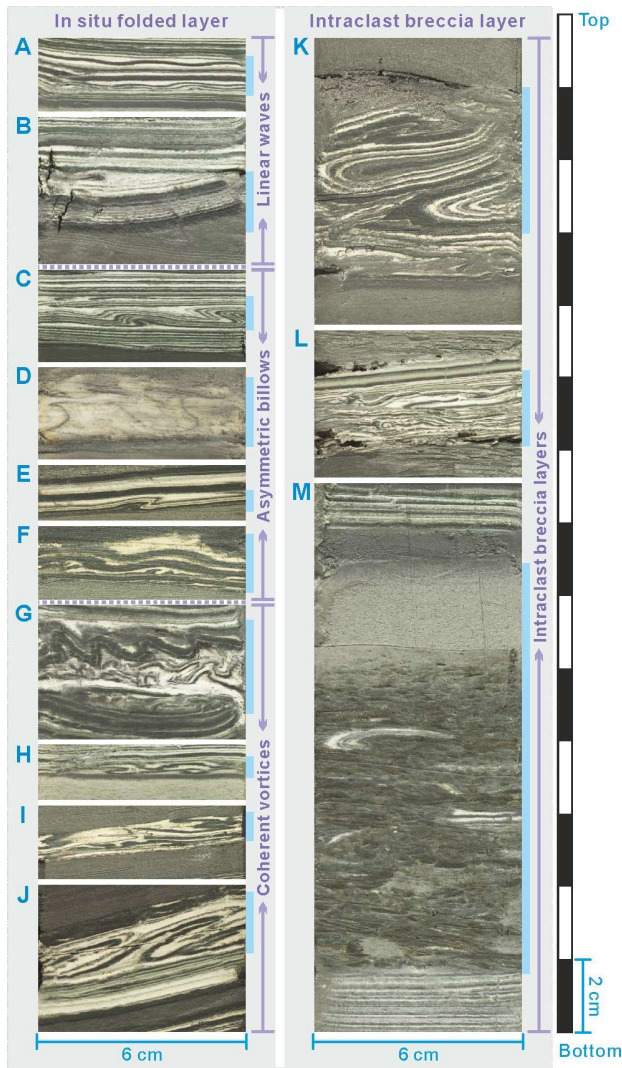 In situ folded layer
Intraclast breccia layer
Top
A
B
Linear waves
C
D
E
F
Asymmetric billows
G
H
I
J
Coherent vortices
K
L
M
Intraclast breccia layers
6 cm
6 cm
2 cm
Bottom